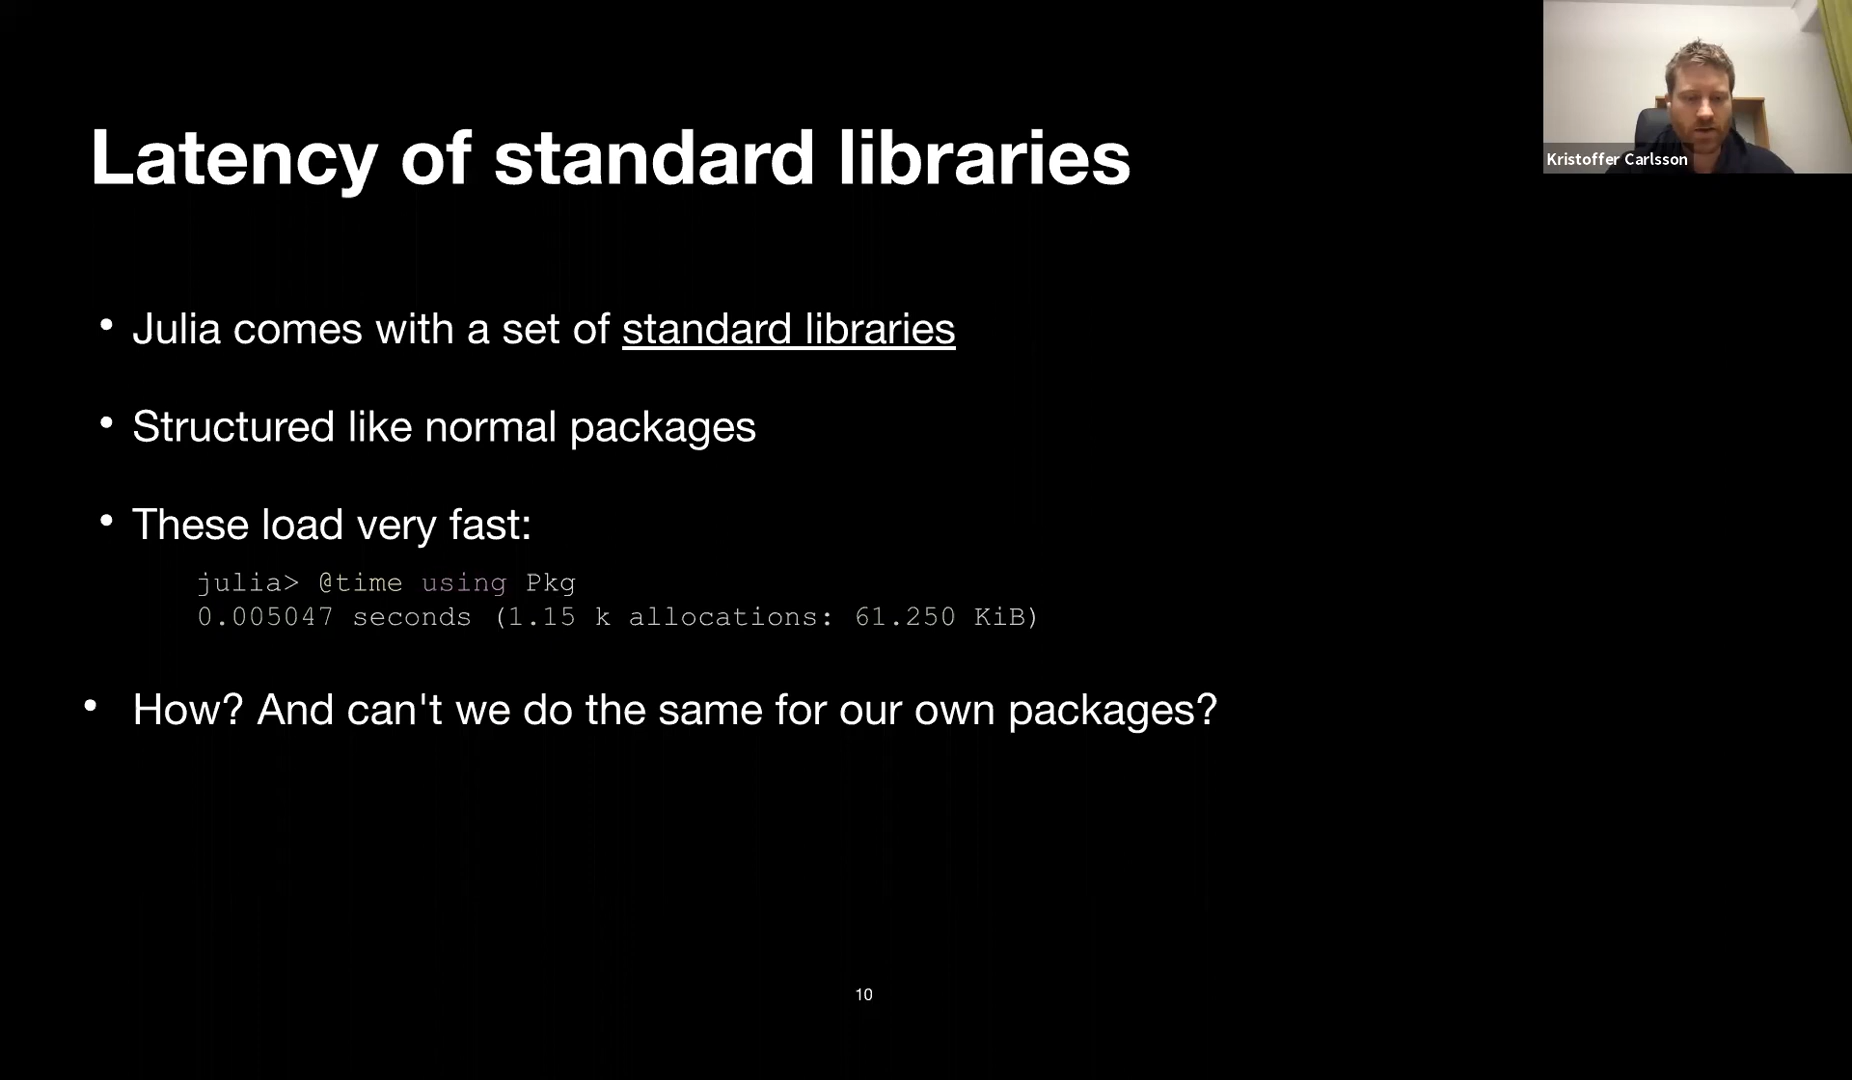 Latency of standard libraries
Kristoffer Carlsson
• Julia comes with a set of standard libraries
• Structured like normal packages
• These load very fast:
julia> @time using Pkg
0.005047 seconds (1.15 k allocations: 61.250 KiB)
• How? And can't we do the same for our own packages?
10